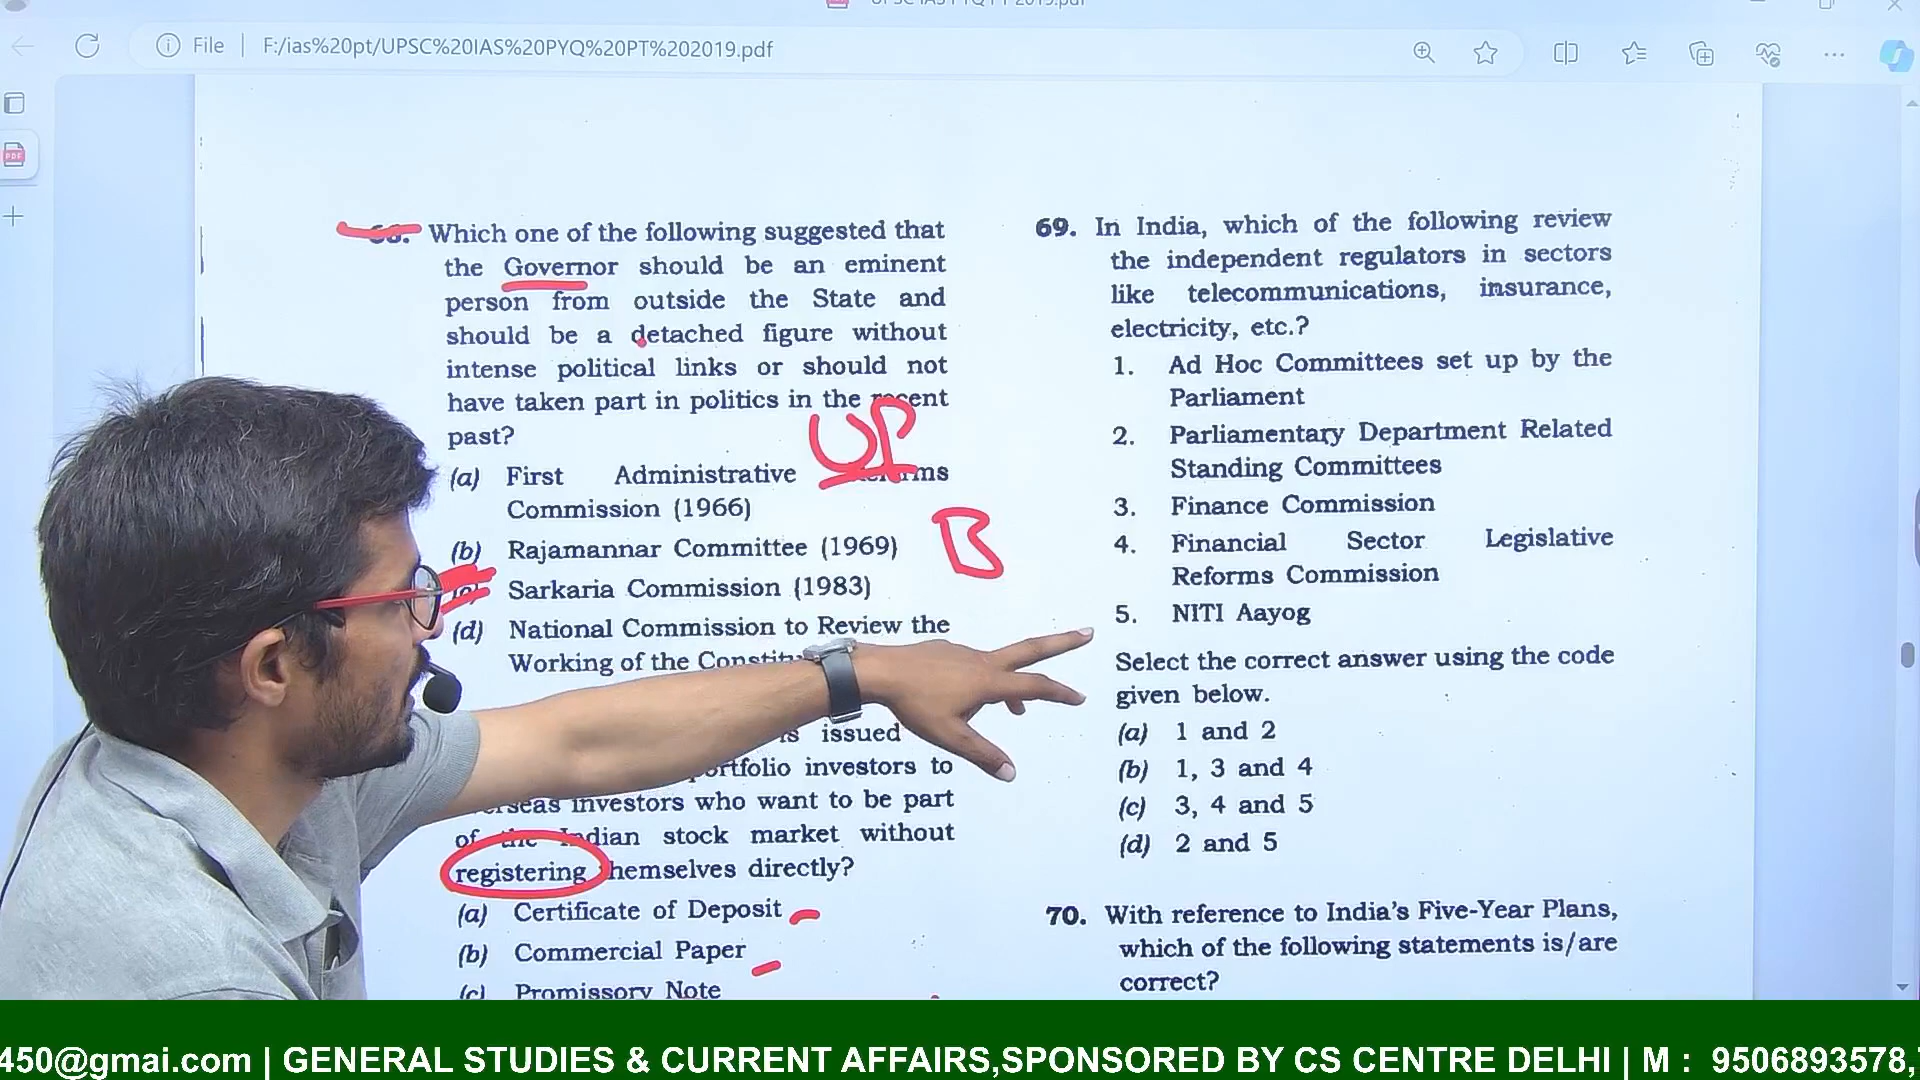 File
F:/ias%20pt/UPSC%20IAS%20PYQ%20PT%202019.pdf
Which one of the following suggested that
the Governor should be an eminent
person from outside the State and
should be a detached figure without
intense political links or should not
have taken part in politics in the recent
past?
UP
(a) First Administrative
Commission (1966)
(b) Rajamannar Committee (1969)
B
Sarkaria Commission (1983)
(d) National Commission to Review the
Working of the
issued
investors to
investors who want to be part
of the Indian stock market without
registering themselves directly?
(a) Certificate of Deposit
(b) Commercial Paper
(c) Promissory Note
69. In India, which of the following review
the independent regulators in sectors
like telecommunications, insurance,
electricity, etc.?
1. Ad Hoc Committees set up by the
Parliament
2. Parliamentary Department Related
Standing Committees
3. Finance Commission
4. Financial Sector Legislative
Reforms Commission
5. NITI Aayog
Select the correct answer using the code
given below.
(a) 1 and 2
(b) 1, 3 and 4
(c) 3, 4 and 5
(d) 2 and 5
70. With reference to India's Five-Year Plans,
which of the following statements is/are
correct?
450@gmai.com | GENERAL STUDIES & CURRENT AFFAIRS,SPONSORED BY CS CENTRE DELHI | M : 9506893578,